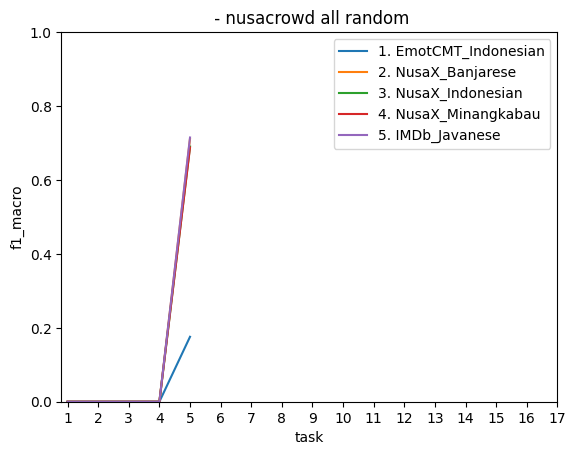 - nusacrowd all random
1.0
0.8
0.6
0.4
0.2
0.0
f1_macro
1. EmotCMT_Indonesian
2. NusaX_Banjarese
3. NusaX_Indonesian
4. NusaX_Minangkabau
5. IMDb_Javanese
1 2 3 4 5 6 7 8 9 10 11 12 13 14 15 16 17
task